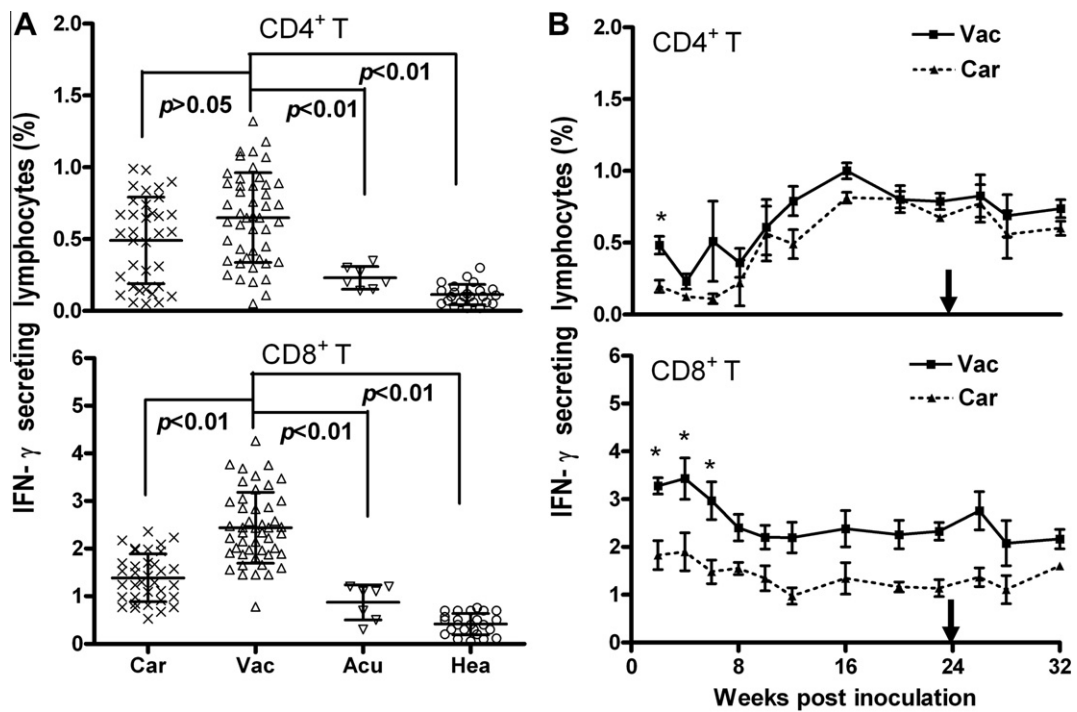 A
IFN- γ secreting lymphocytes (%)
CD4+ T
2.0
1.5
1.0
0.5
0.0
p>0.05
p<0.01
p<0.01
CD8+ T
6
5
4
3
2
1
0
p<0.01
p<0.01
p<0.01
Car Vac Acu Hea
B
IFN- γ secreting lymphocytes (%)
CD4+ T
Vac
Car
2.0
1.5
1.0
0.5
0.0
*
CD8+ T
Vac
Car
6
5
4
3
2
1
0
* * *
0 8 16 24 32
Weeks post inoculation